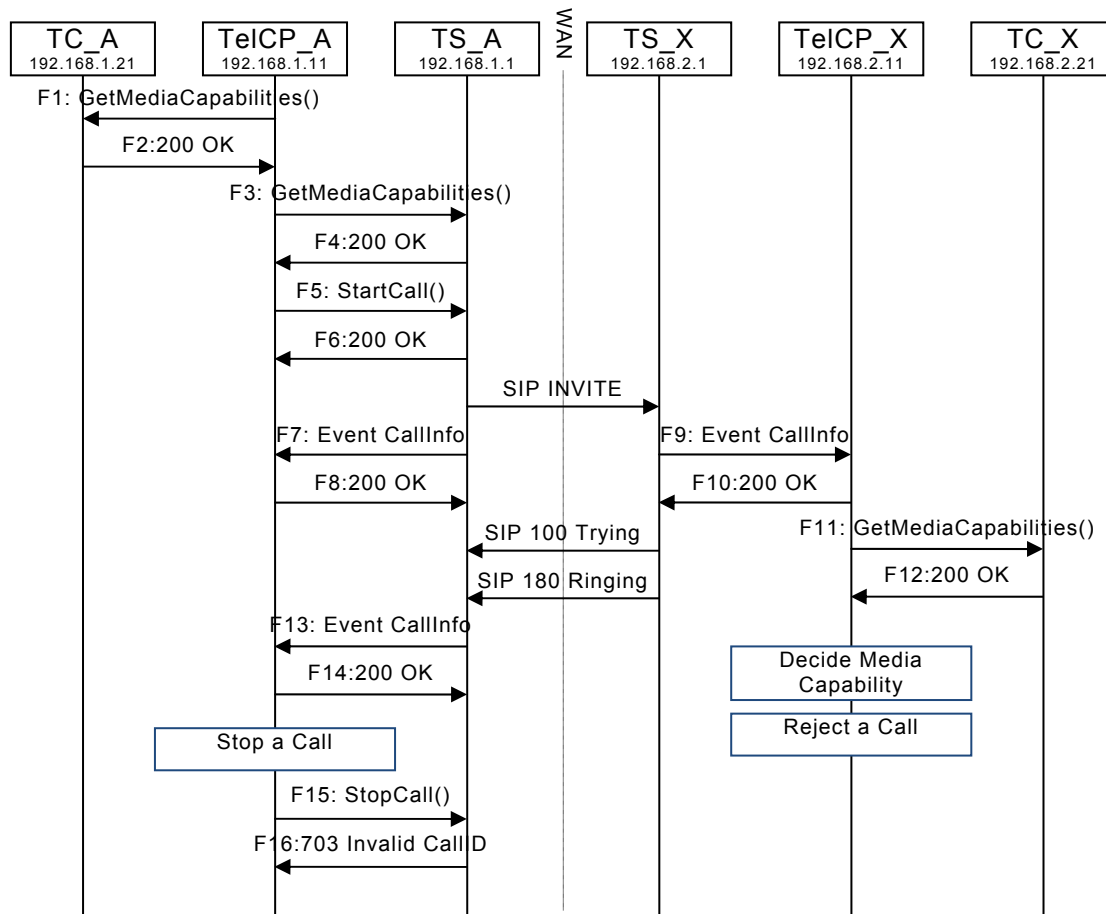 TC_A
192.168.1.21
TelCP_A
192.168.1.11
TS_A
192.168.1.1
WAN
TS_X
192.168.2.1
TelCP_X
192.168.2.11
TC_X
192.168.2.21
F1: GetMediaCapabilities()
F2:200 OK
F3: GetMediaCapabilities()
F4:200 OK
F5: StartCall()
F6:200 OK
SIP INVITE
F7: Event CallInfo
F9: Event CallInfo
F8:200 OK
F10:200 OK
SIP 100 Trying
F11: GetMediaCapabilities()
SIP 180 Ringing
F12:200 OK
F13: Event CallInfo
F14:200 OK
Decide Media
Capability
Stop a Call
Reject a Call
F15: StopCall()
F16:703 Invalid CallID